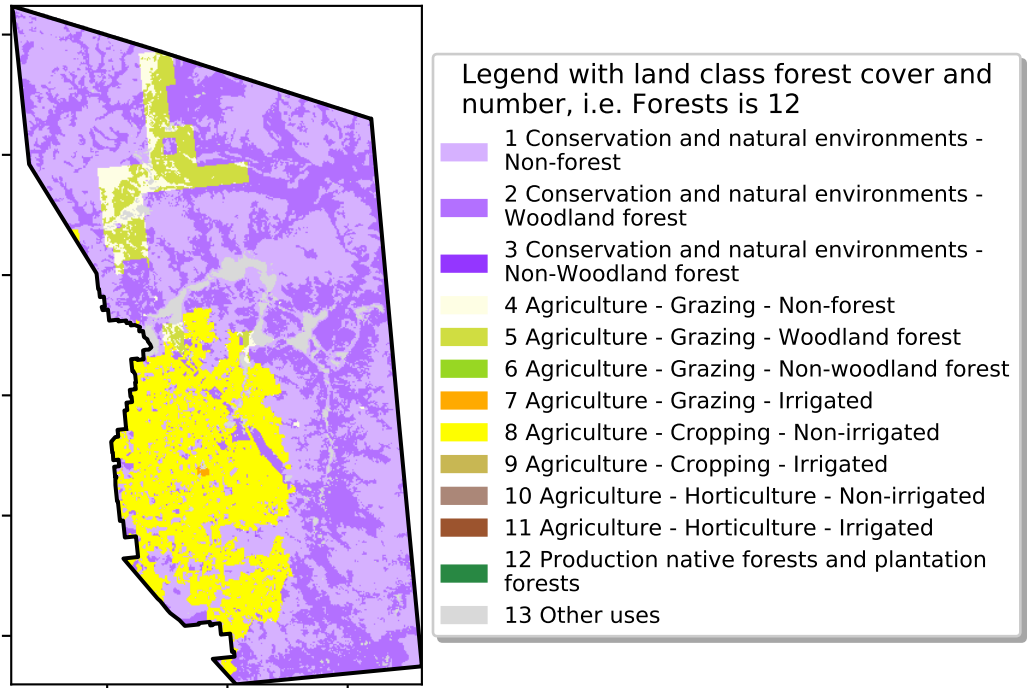 Legend with land class forest cover and
number, i.e. Forests is 12
1 Conservation and natural environments -
Non-forest
2 Conservation and natural environments -
Woodland forest
3 Conservation and natural environments -
Non-Woodland forest
4 Agriculture - Grazing - Non-forest
5 Agriculture - Grazing - Woodland forest
6 Agriculture - Grazing - Non-woodland forest
7 Agriculture - Grazing - Irrigated
8 Agriculture - Cropping - Non-irrigated
9 Agriculture - Cropping - Irrigated
10 Agriculture - Horticulture - Non-irrigated
11 Agriculture - Horticulture - Irrigated
12 Production native forests and plantation
forests
13 Other uses